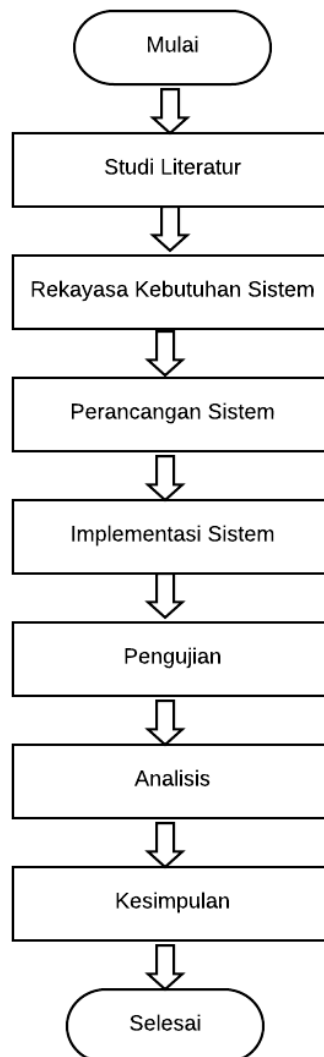 Mulai
Studi Literatur
Rekayasa Kebutuhan Sistem
Perancangan Sistem
Implementasi Sistem
Pengujian
Analisis
Kesimpulan
Selesai